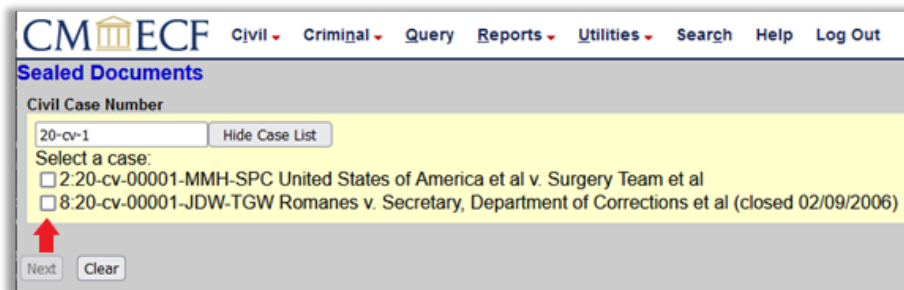 CM ECF Civil Criminal Query Reports Utilities Search Help Log Out
Sealed Documents
Civil Case Number
20-cv-1 Hide Case List
Select a case:
2:20-cv-00001-MMH-SPC United States of America et al v. Surgery Team et al
8:20-cv-00001-JDW-TGW Romanes v. Secretary, Department of Corrections et al (closed 02/09/2006)
Next Clear